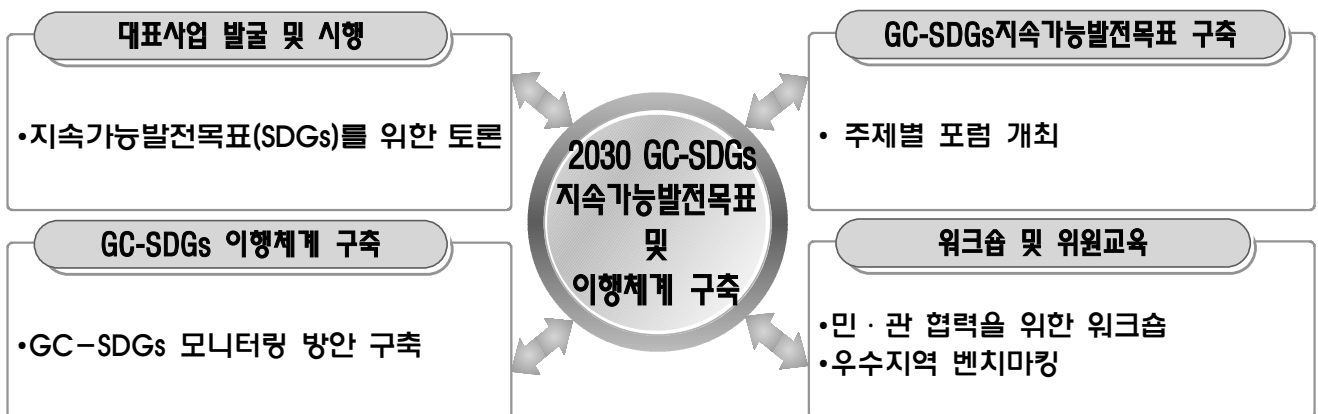 대표사업 발굴 및 시행
•지속가능발전목표(SDGs)를 위한 토론
GC-SDGs지속가능발전목표 구축
• 주제별 포럼 개최
2030 GC-SDGs
지속가능발전목표
및
이행체계 구축
GC-SDGs 이행체계 구축
•GC-SDGs 모니터링 방안 구축
워크숍 및 위원교육
•민·관 협력을 위한 워크숍
•우수지역 벤치마킹